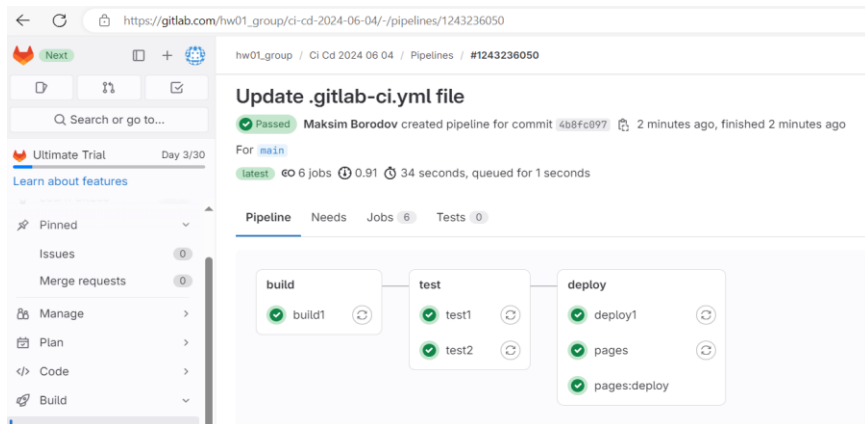 https://gitlab.com/hw01_group/ci-cd-2024-06-04/-/pipelines/1243236050
Next
hw01_group / Ci Cd 2024 06 04 / Pipelines / #1243236050
Search or go to...
Update .gitlab-ci.yml file
Passed Maksim Borodov created pipeline for commit 4b8fc097 2 minutes ago, finished 2 minutes ago
For main
latest 6 jobs 0.91 34 seconds, queued for 1 seconds
Ultimate Trial Day 3/30
Learn about features
Pinned
Issues 0
Merge requests 0
Manage
Plan
Code
Build
Pipeline Needs Jobs 6 Tests 0
build
build1
test
test1
test2
deploy
deploy1
pages
pages:deploy